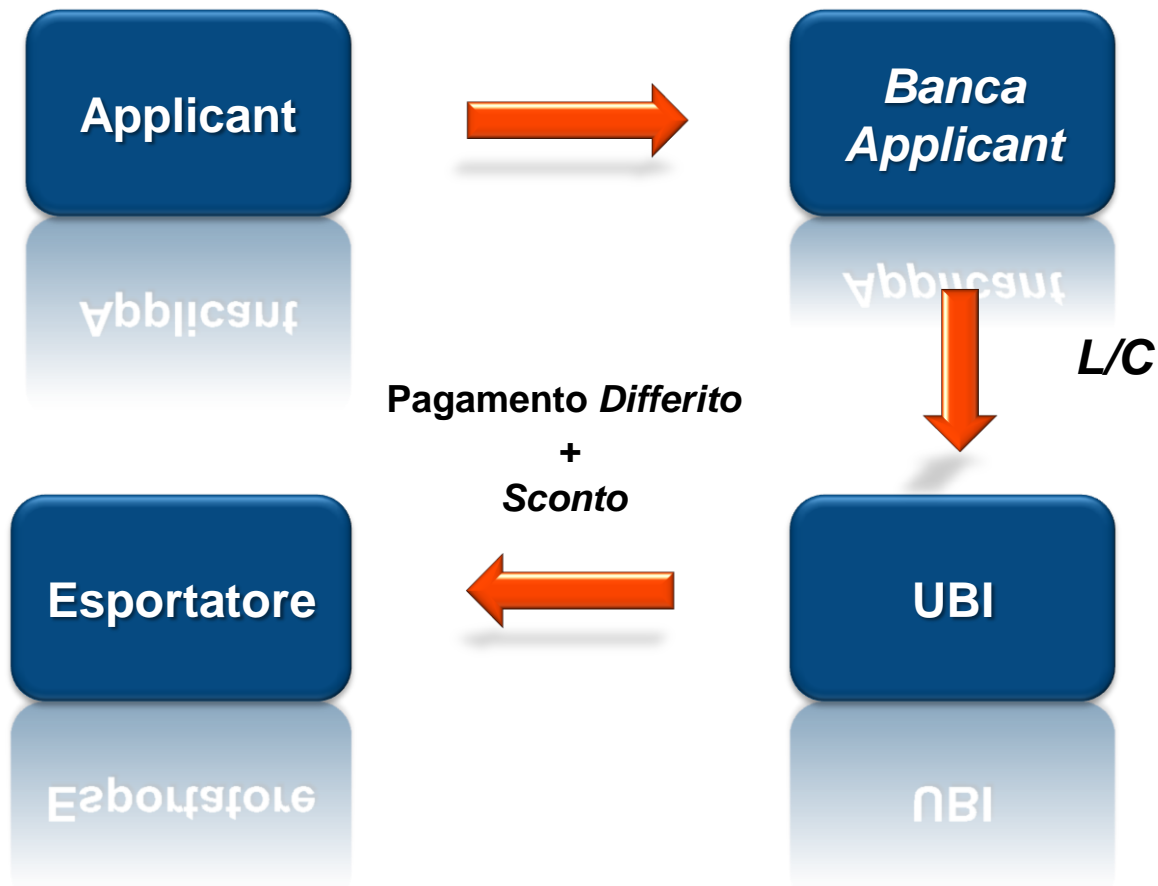 Applicant
Banca
Applicant
L/C
Pagamento Differito
+
Sconto
Esportatore
UBI